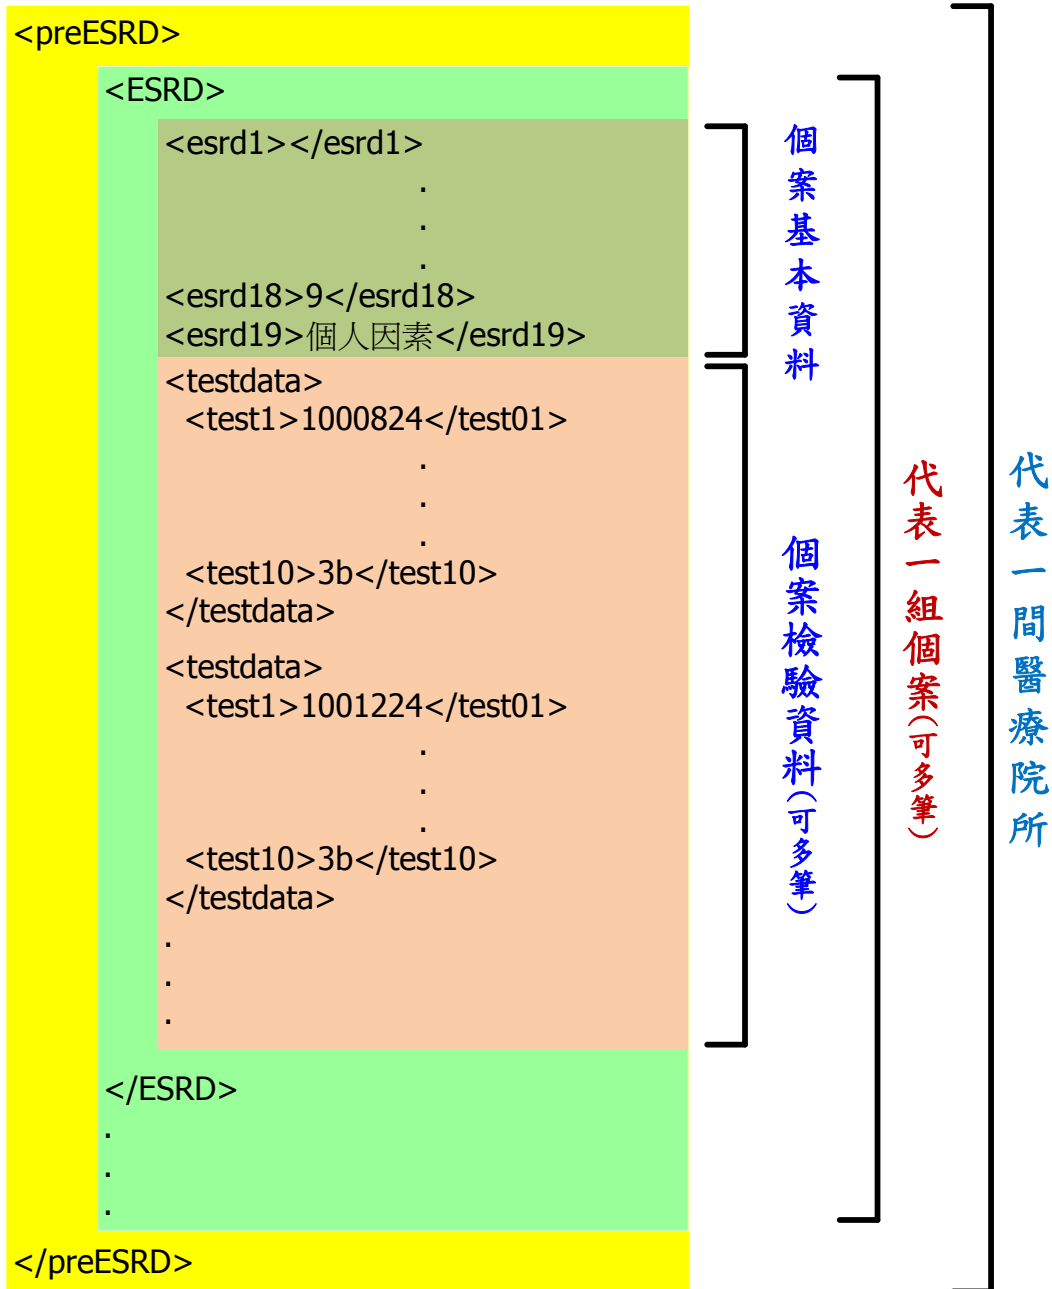 <preESRD>
<ESRD>
<esrd1></esrd1>
.
.
.
<esrd18>9</esrd18>
<esrd19>個人因素</esrd19>
<testdata>
<test1>1000824</test01>
.
.
.
<test10>3b</test10>
</testdata>
<testdata>
<test1>1001224</test01>
.
.
.
<test10>3b</test10>
</testdata>
.
.
.
</ESRD>
.
.
.
</preESRD>
個案基本資料
個案檢驗資料(可多筆)
代表一組個案(可多筆)
代表一間醫療院所